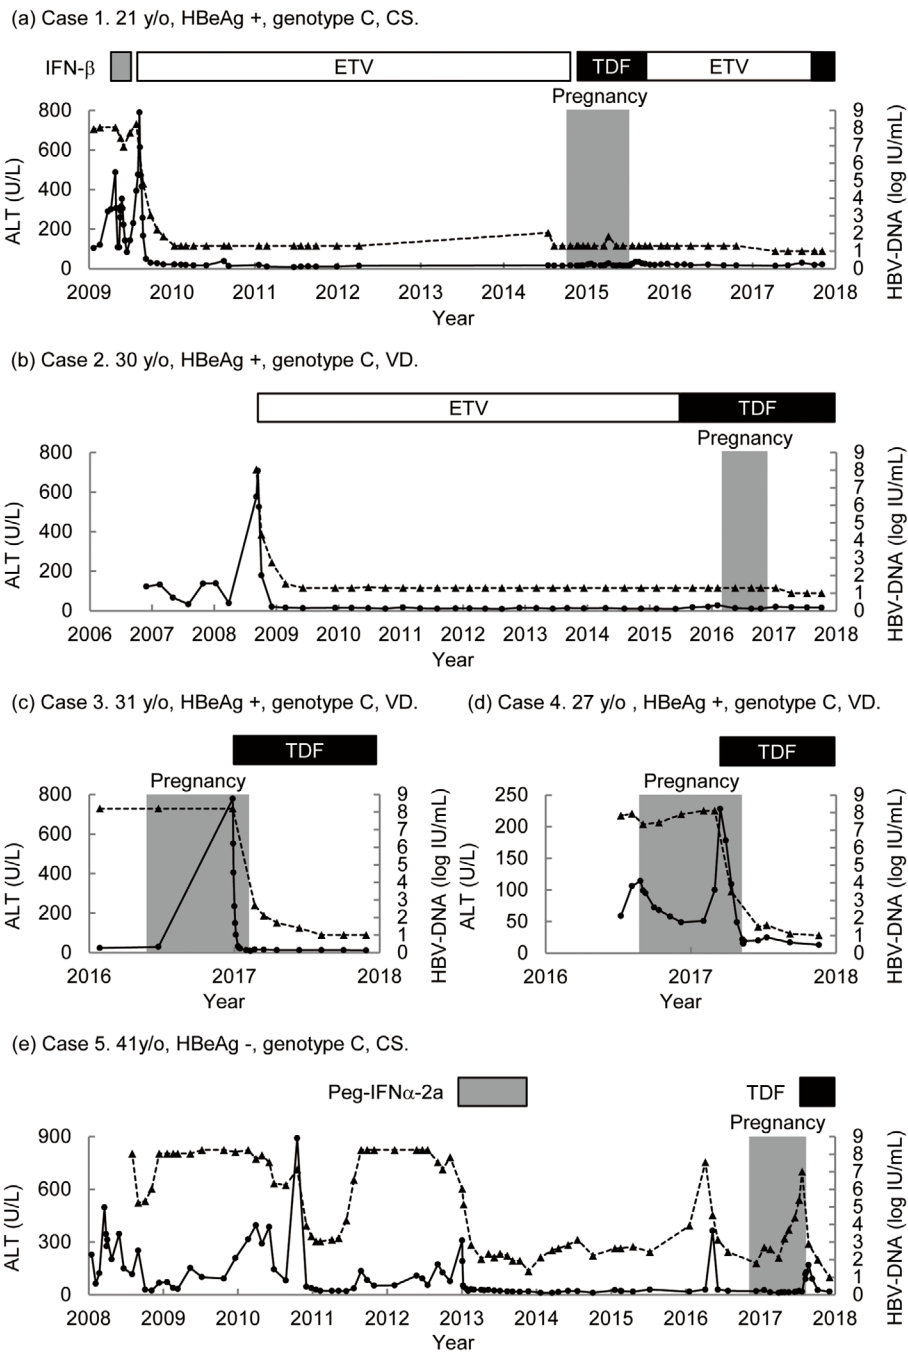 (a) Case 1. 21 y/o, HBeAg +, genotype C, CS.
IFN-β ETV TDF ETV
Pregnancy
800 9
8
600 7
6
400 5
4
3
200 2
1
0 0
ALT (U/L)
HBV-DNA (log IU/mL)
2009 2010 2011 2012 2013 2014 2015 2016 2017 2018
Year
(b) Case 2. 30 y/o, HBeAg +, genotype C, VD.
ETV TDF
Pregnancy
800 9
8
600 7
6
400 5
4
3
200 2
1
0 0
ALT (U/L)
HBV-DNA (log IU/mL)
2006 2007 2008 2009 2010 2011 2012 2013 2014 2015 2016 2017 2018
Year
(c) Case 3. 31 y/o, HBeAg +, genotype C, VD.
TDF
Pregnancy
800 9
8
600 7
6
400 5
4
3
200 2
1
0 0
ALT (U/L)
HBV-DNA (log IU/mL)
2016 2017 2018
Year
(d) Case 4. 27 y/o , HBeAg +, genotype C, VD.
TDF
Pregnancy
250 9
8
200 7
6
150 5
100 4
3
50 2
1
0 0
ALT (U/L)
HBV-DNA (log IU/mL)
2016 2017 2018
Year
(e) Case 5. 41y/o, HBeAg -, genotype C, CS.
Peg-IFNα-2a TDF
Pregnancy
900 9
8
7
600 6
5
4
300 3
2
1
0 0
ALT (U/L)
HBV-DNA (log IU/mL)
2008 2009 2010 2011 2012 2013 2014 2015 2016 2017 2018
Year